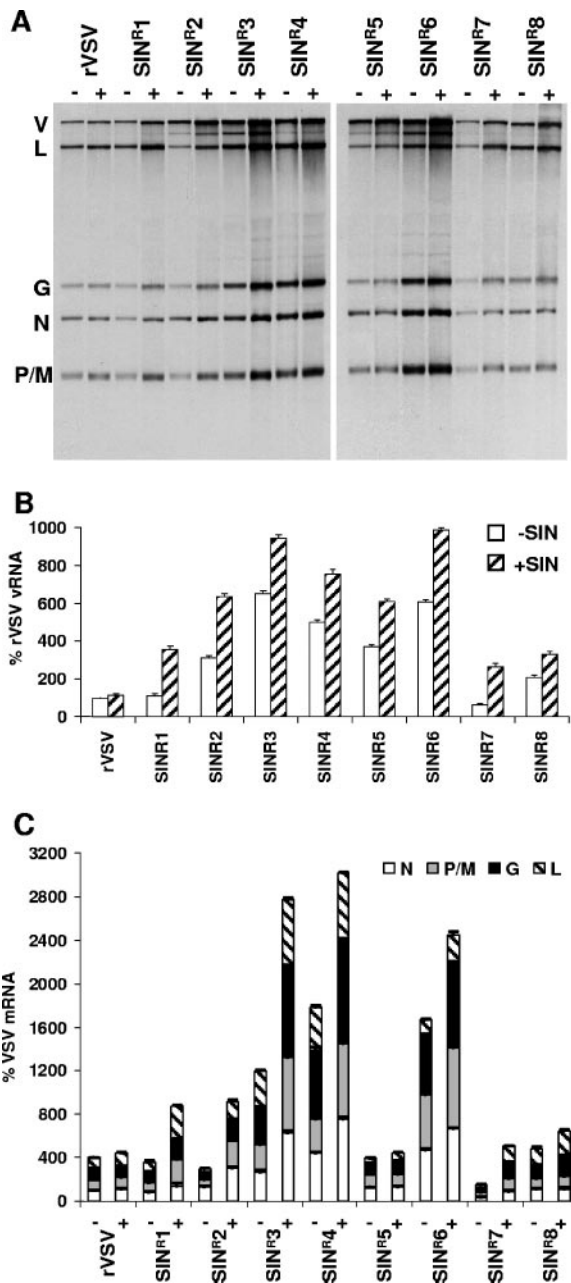 A
rVSV SINR1 SINR2 SINR3 SINR4 SINR5 SINR6 SINR7 SINR8
- + - + - + - + - + - + - + - + - +
V
L
G
N
P/M
B
% rVSV vRNA
1000
800
600
400
200
0
-SIN
+SIN
rVSV SINR1 SINR2 SINR3 SINR4 SINR5 SINR6 SINR7 SINR8
C
% VSV mRNA
3200
2800
2400
2000
1600
1200
800
400
0
N P/M G L
- + - + - + - + - + - + - + - + - +
rVSV SINR1 SINR2 SINR3 SINR4 SINR5 SINR6 SINR7 SINR8